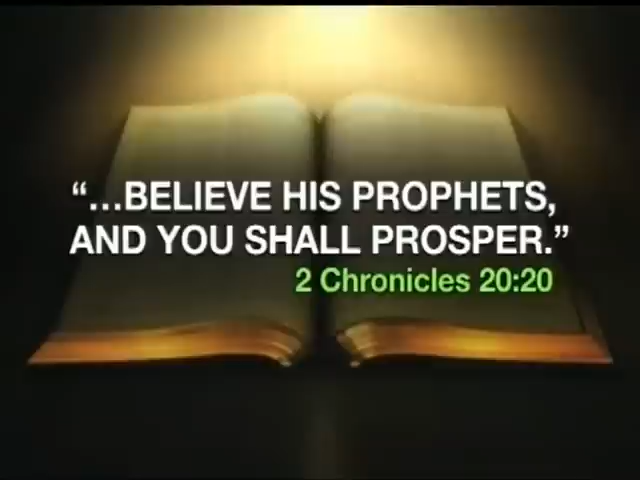 “...BELIEVE HIS PROPHETS,
AND YOU SHALL PROSPER.”
2 Chronicles 20:20